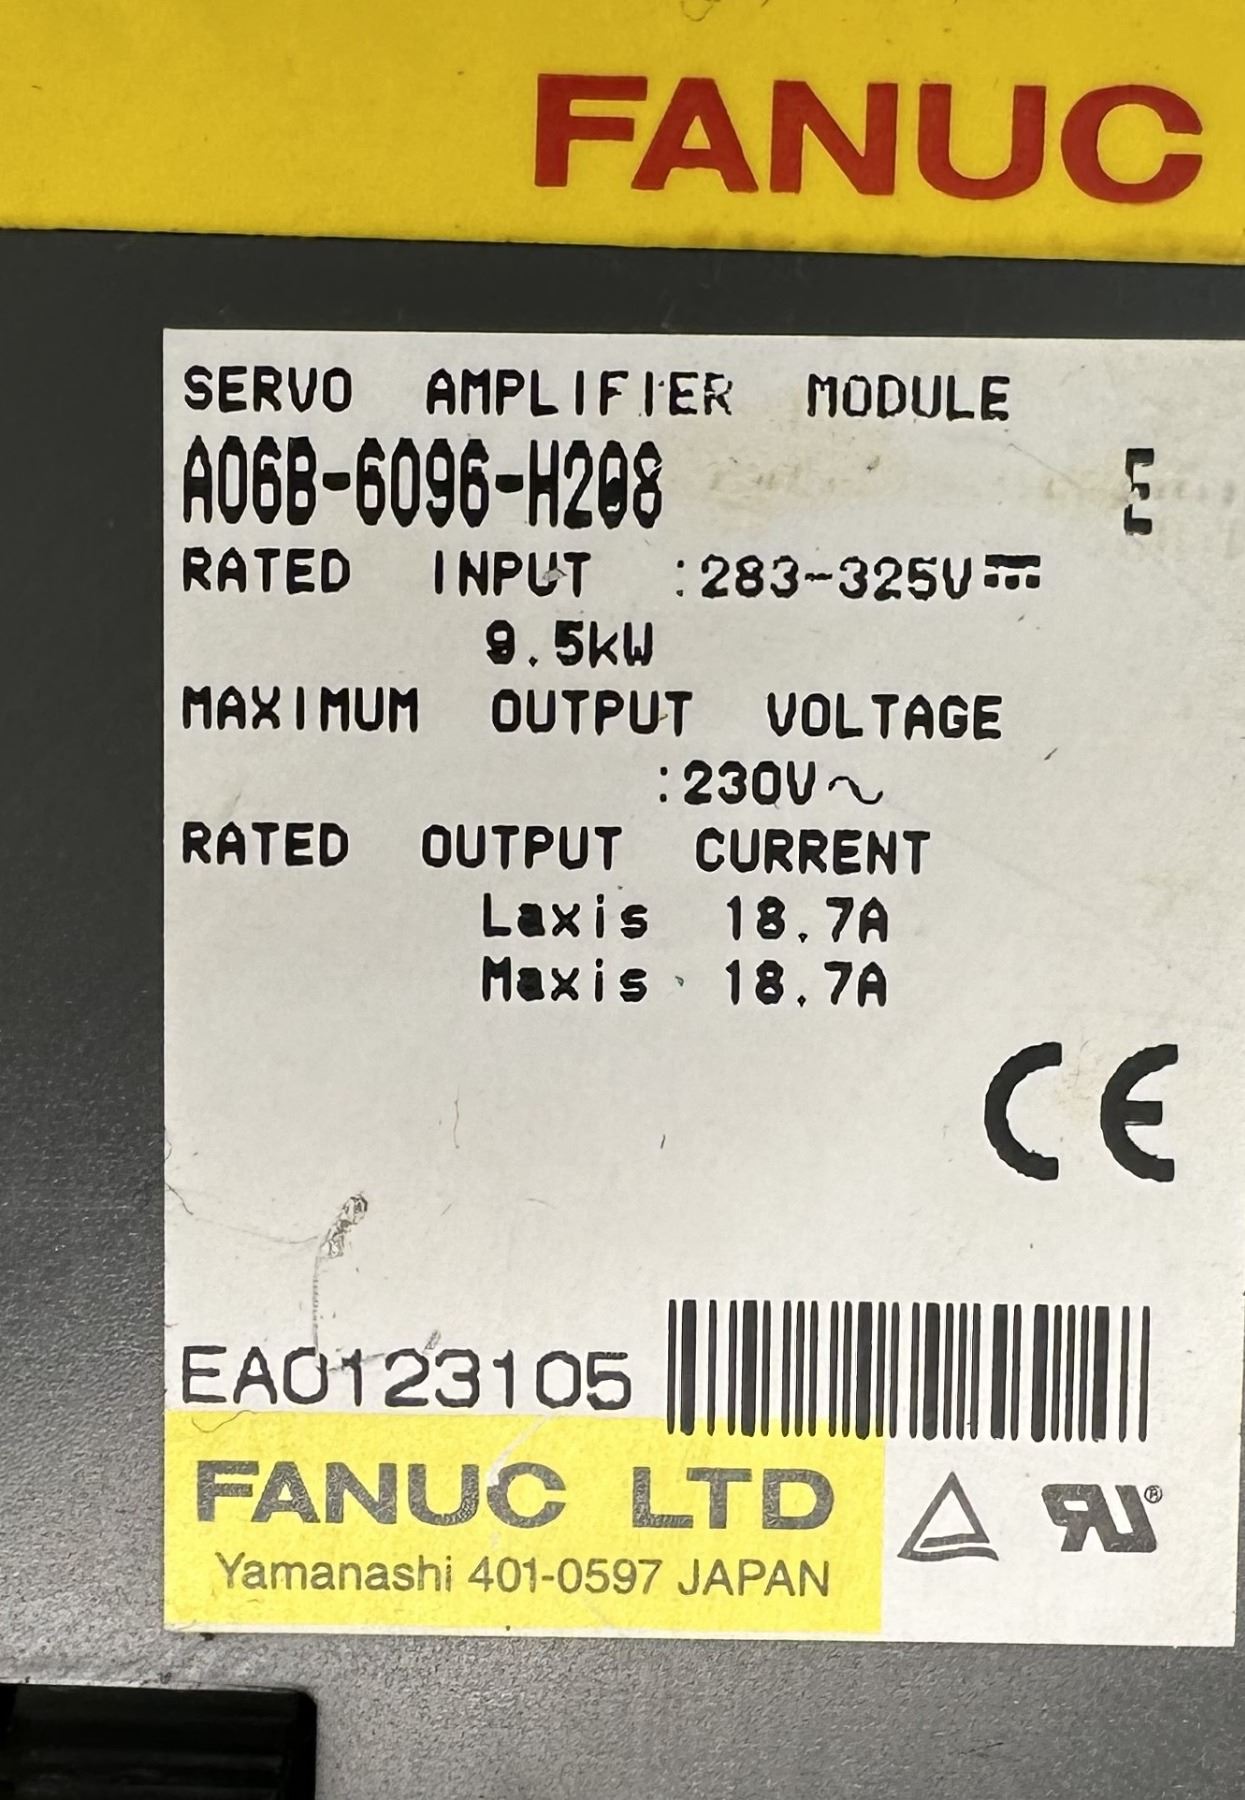 FANUC
SERVO AMPLIFIER MODULE
A06B-6096-H208 E
RATED INPUT :283~325V⎓
9.5kW
MAXIMUM OUTPUT VOLTAGE
:230V～
RATED OUTPUT CURRENT
Laxis 18.7A
Maxis 18.7A
CE
EA0123105
FANUC LTD
Yamanashi 401-0597 JAPAN
RU®